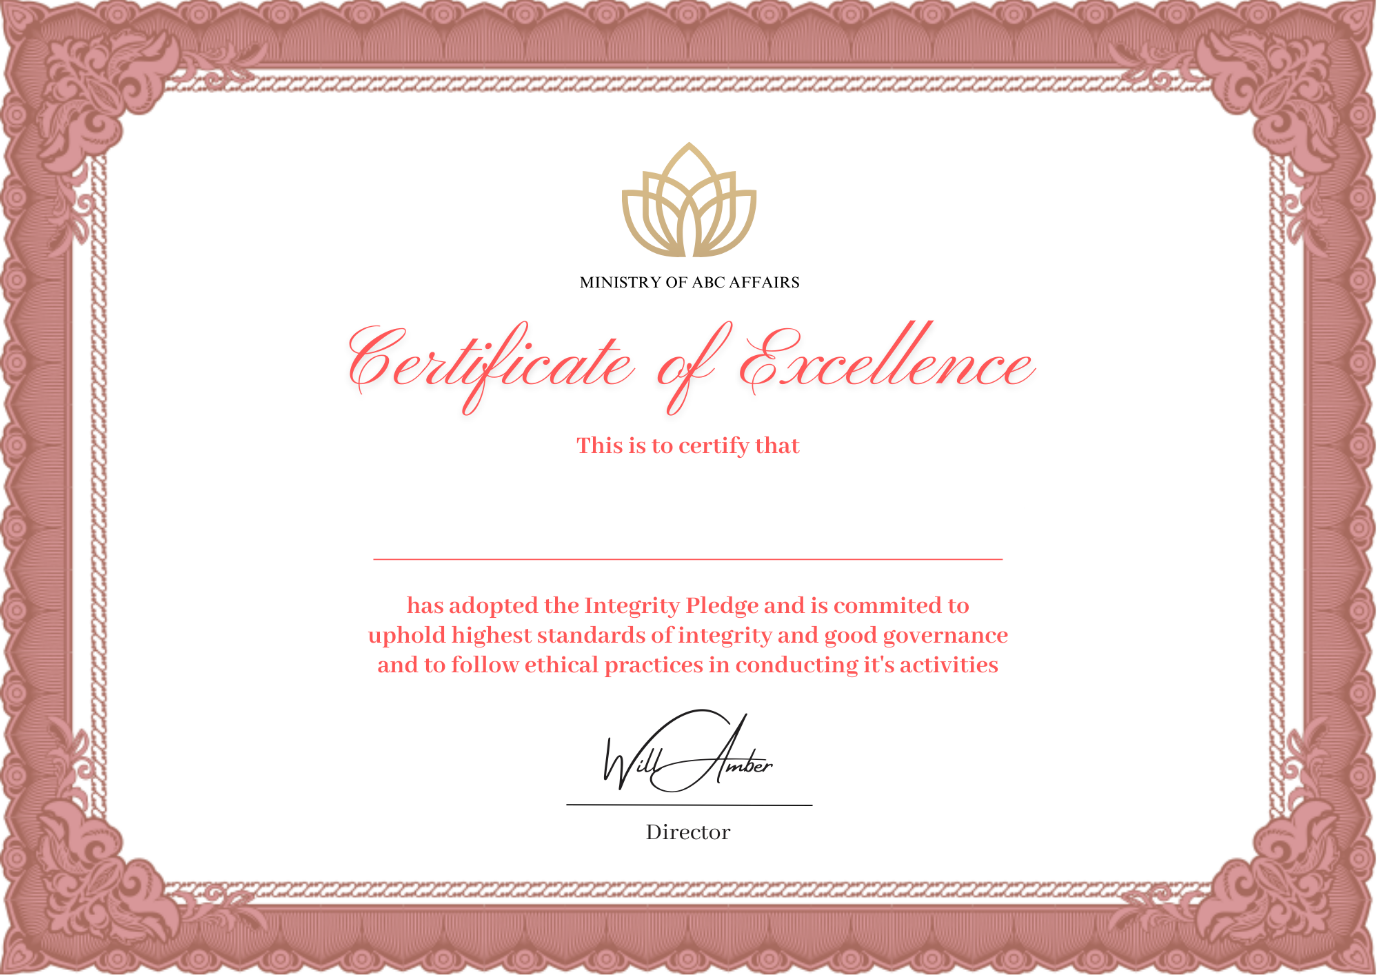 MINISTRY OF ABC AFFAIRS
Certificate of Excellence
This is to certify that
has adopted the Integrity Pledge and is commited to
uphold highest standards of integrity and good governance
and to follow ethical practices in conducting it's activities
Will Amber
Director